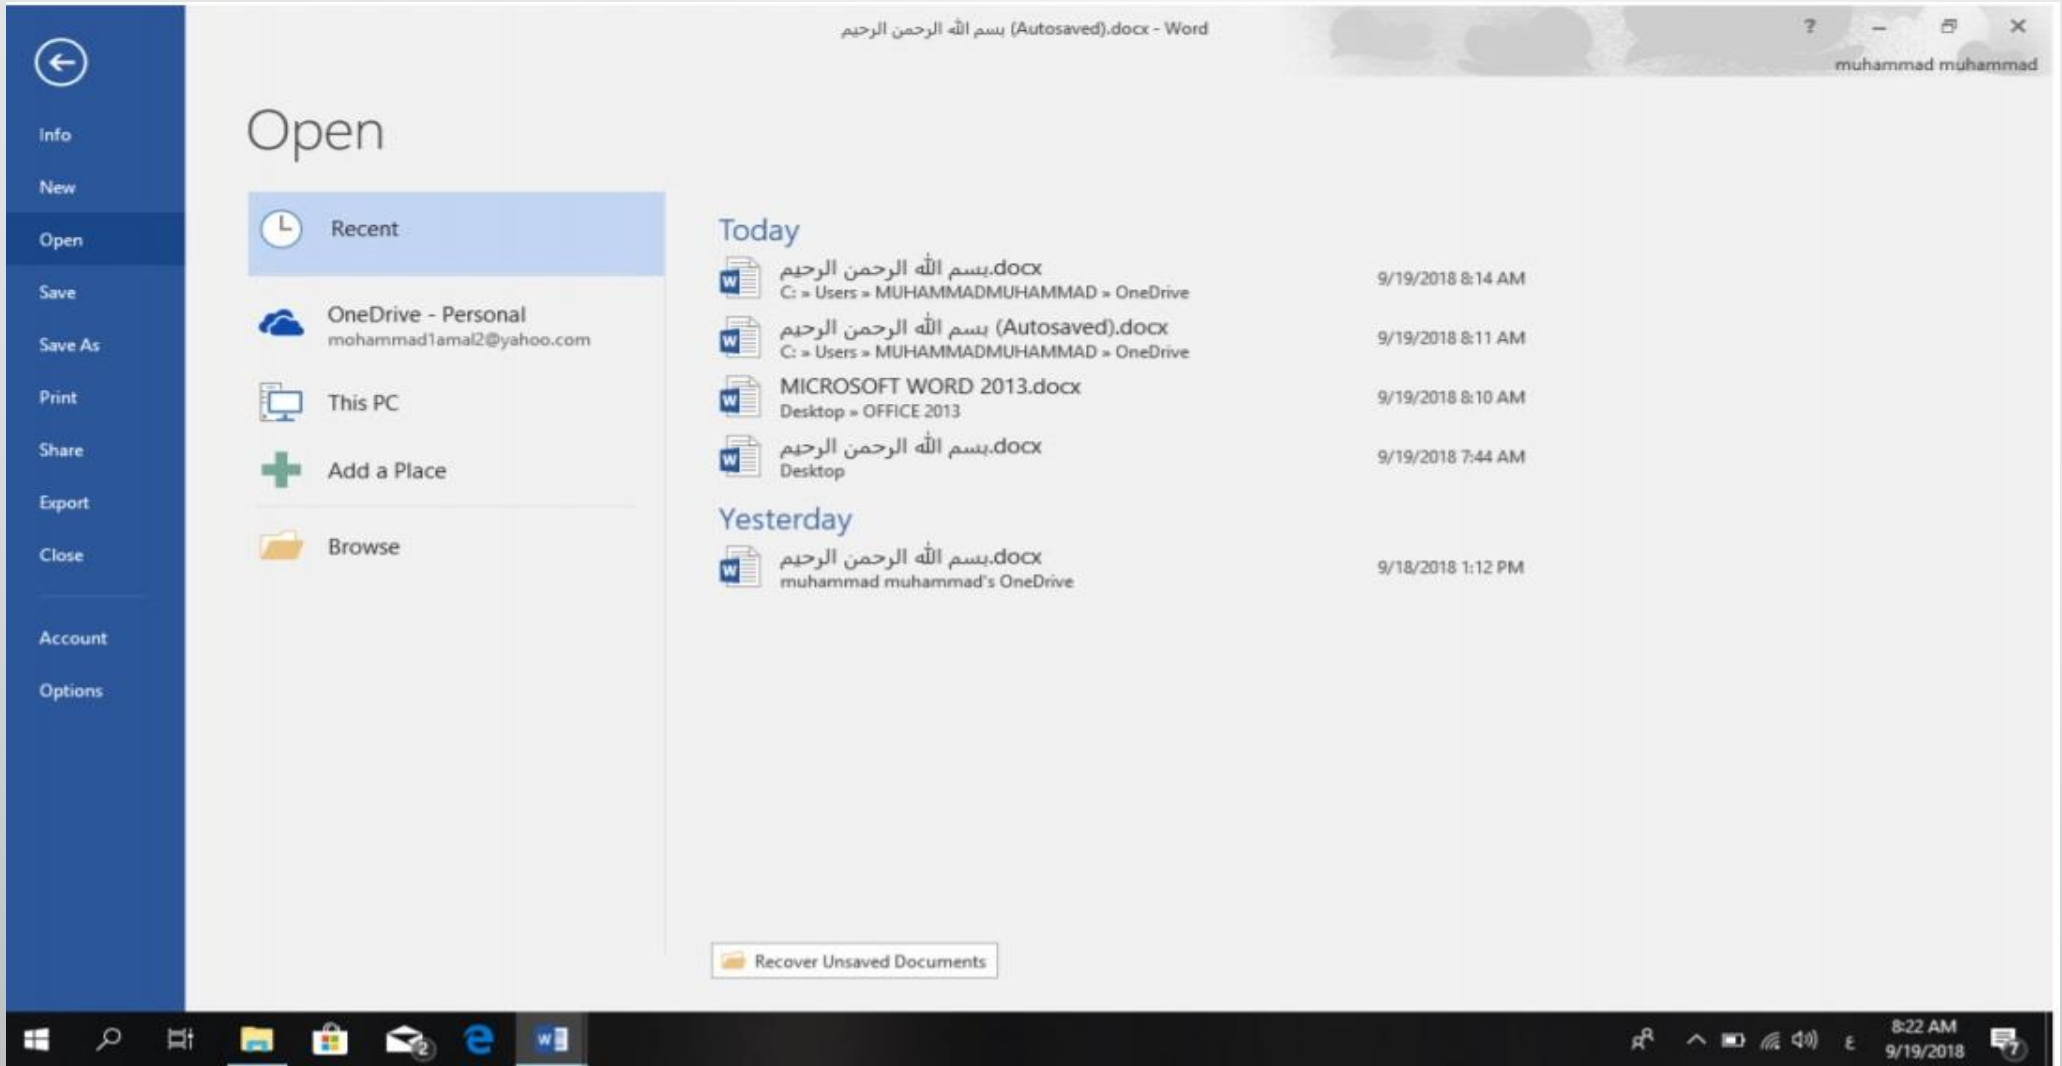 بسم الله الرحمن الرحيم (Autosaved).docx - Word
muhammad muhammad
Info
New
Open
Save
Save As
Print
Share
Export
Close
Account
Options
Open
Recent
OneDrive - Personal
mohammad1amal2@yahoo.com
This PC
Add a Place
Browse
Today
بسم الله الرحمن الرحيم.docx
C: » Users » MUHAMMADMUHAMMAD » OneDrive
9/19/2018 8:14 AM
بسم الله الرحمن الرحيم (Autosaved).docx
C: » Users » MUHAMMADMUHAMMAD » OneDrive
9/19/2018 8:11 AM
MICROSOFT WORD 2013.docx
Desktop » OFFICE 2013
9/19/2018 8:10 AM
بسم الله الرحمن الرحيم.docx
Desktop
9/19/2018 7:44 AM
Yesterday
بسم الله الرحمن الرحيم.docx
muhammad muhammad's OneDrive
9/18/2018 1:12 PM
Recover Unsaved Documents
2
ع
8:22 AM
9/19/2018
7